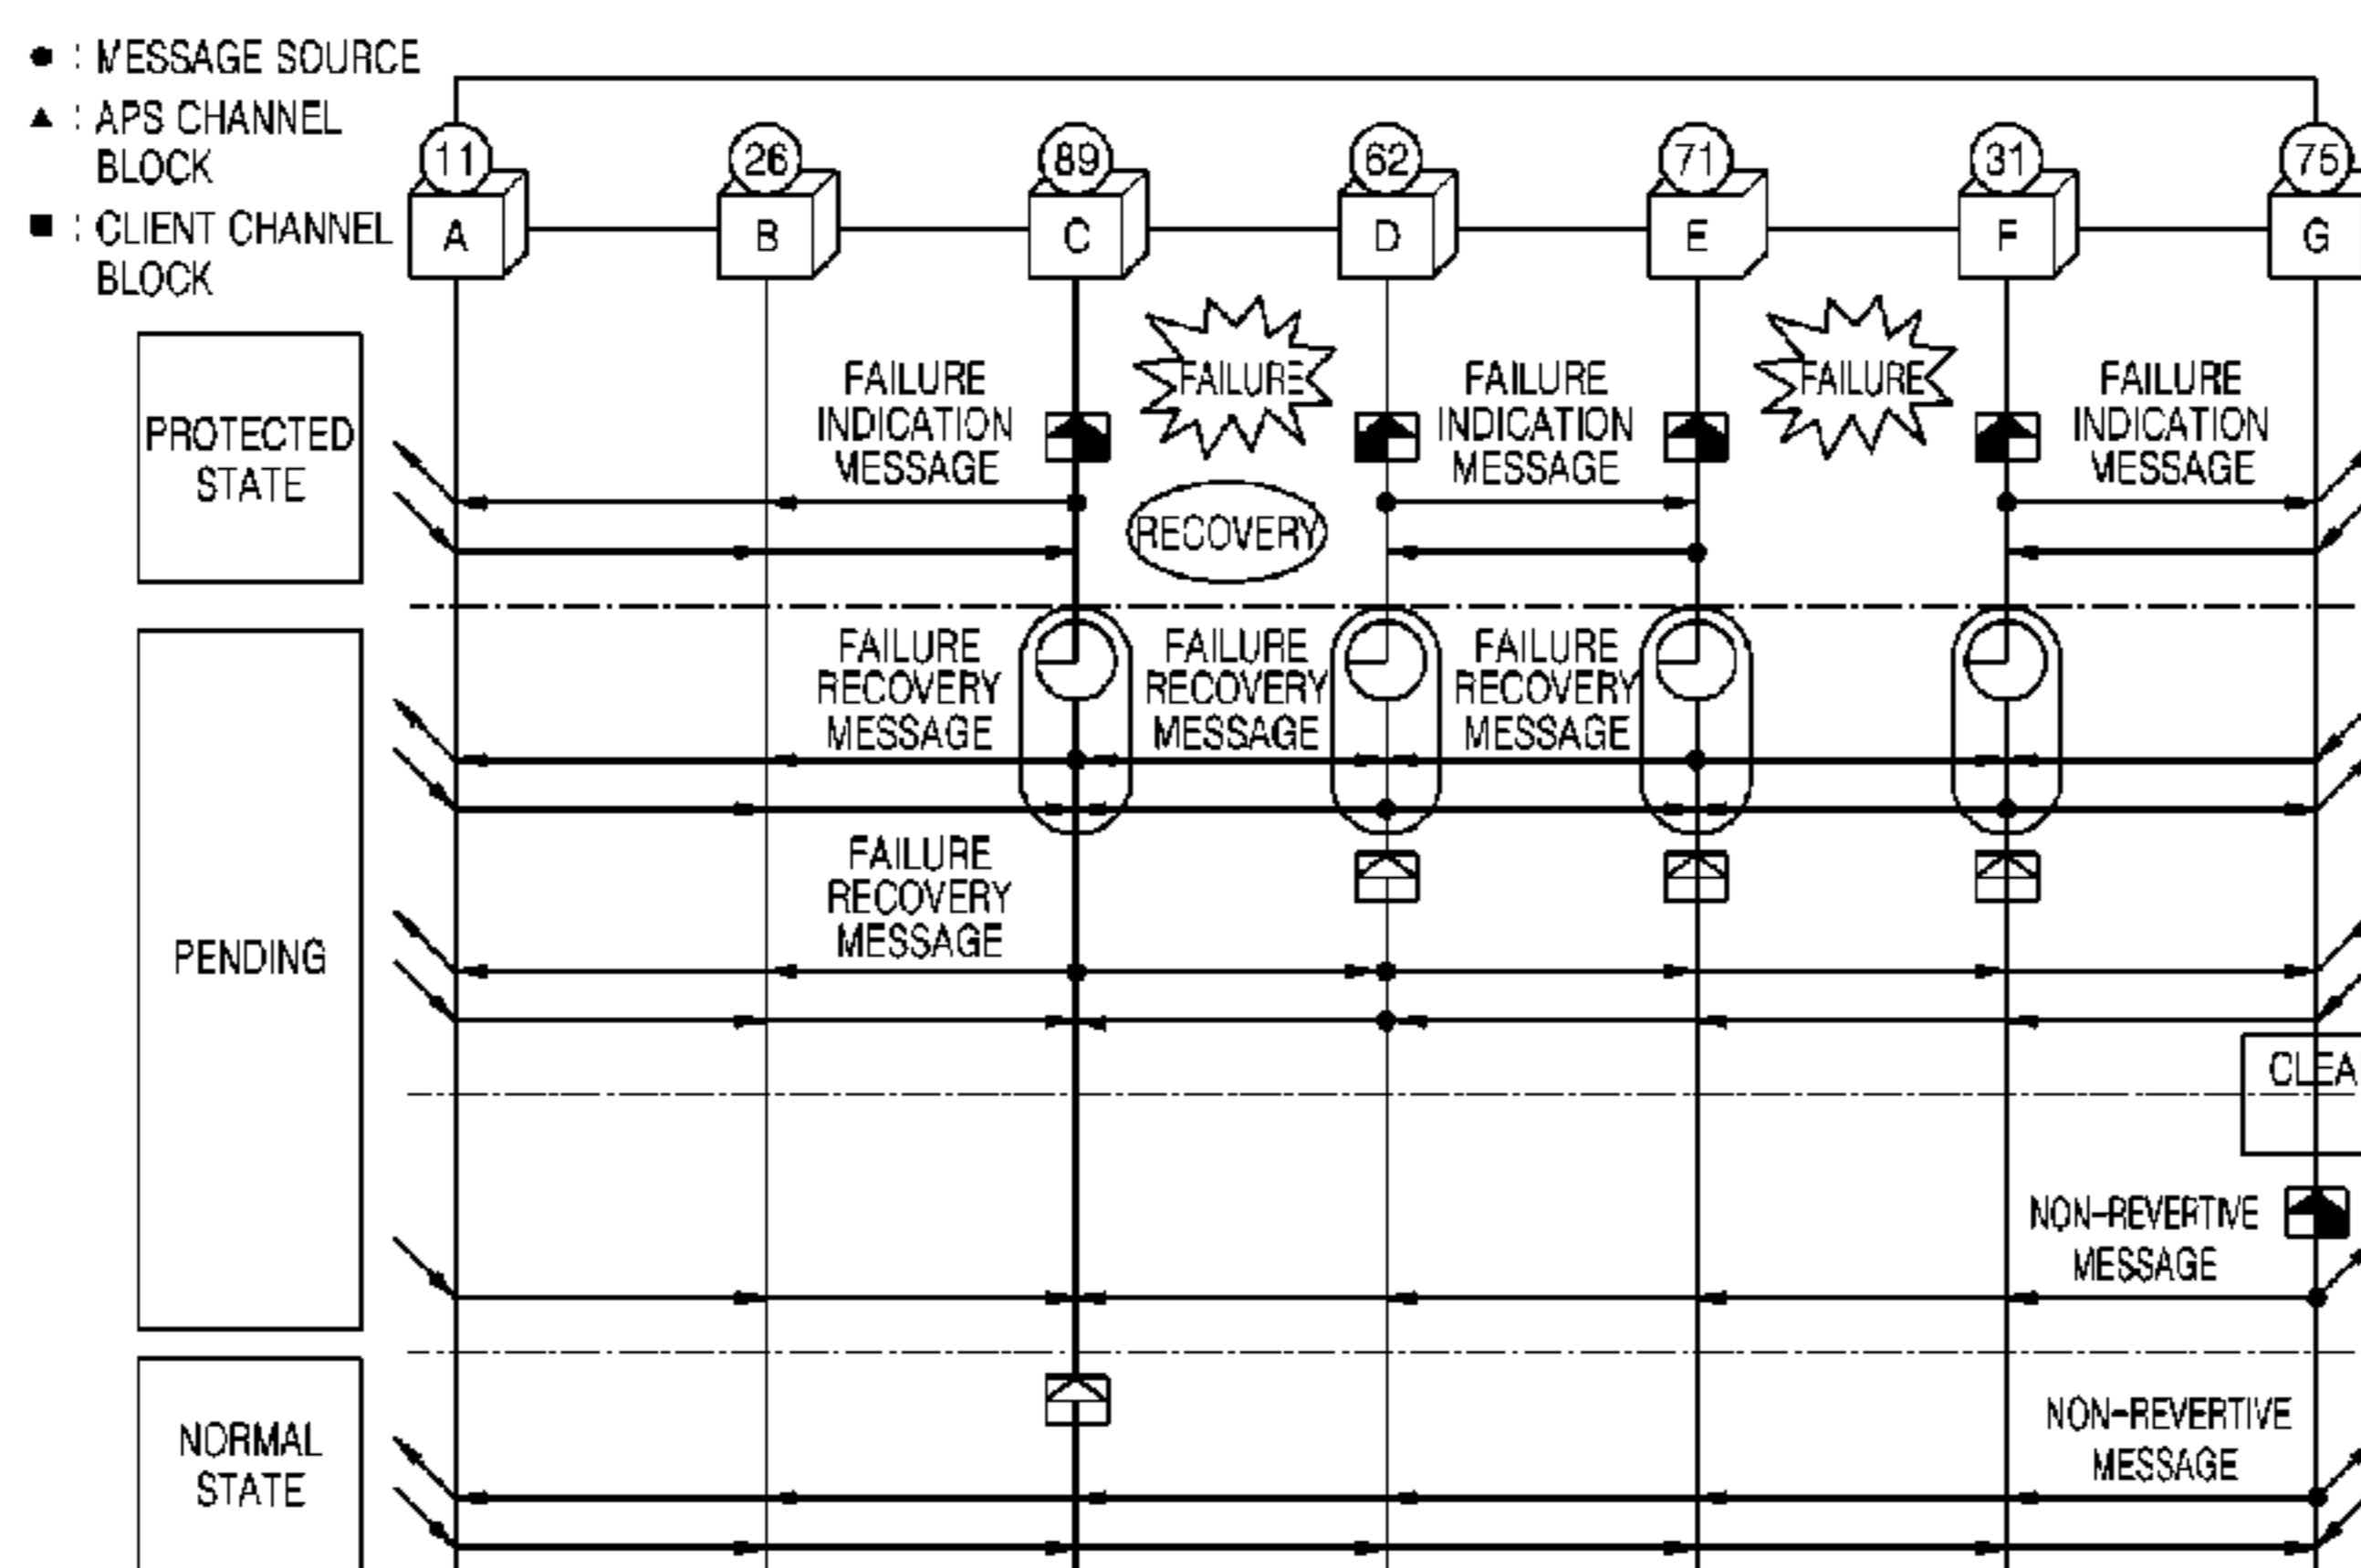 ● : MESSAGE SOURCE
▲ : APS CHANNEL
BLOCK
■ : CLIENT CHANNEL
BLOCK
11
26
89
62
71
31
75
A
B
C
D
E
F
G
PROTECTED
STATE
FAILURE
INDICATION
MESSAGE
FAILURE
FAILURE
INDICATION
MESSAGE
FAILURE
FAILURE
INDICATION
MESSAGE
RECOVERY
PENDING
FAILURE
RECOVERY
MESSAGE
FAILURE
RECOVERY
MESSAGE
FAILURE
RECOVERY
MESSAGE
FAILURE
RECOVERY
MESSAGE
CLEA
NON-REVERTIVE
MESSAGE
NORMAL
STATE
NON-REVERTIVE
MESSAGE